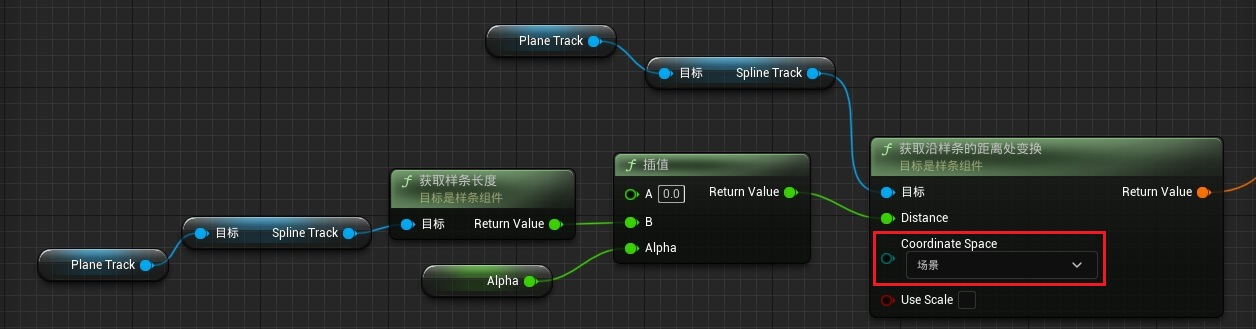 Plane Track
目标 Spline Track
获取沿样条的距离处变换
目标是样条组件
目标 Return Value
Distance
Coordinate Space
场景
Use Scale
插值
A 0.0 Return Value
B
Alpha
获取样条长度
目标是样条组件
目标 Return Value
目标 Spline Track
Plane Track
Alpha